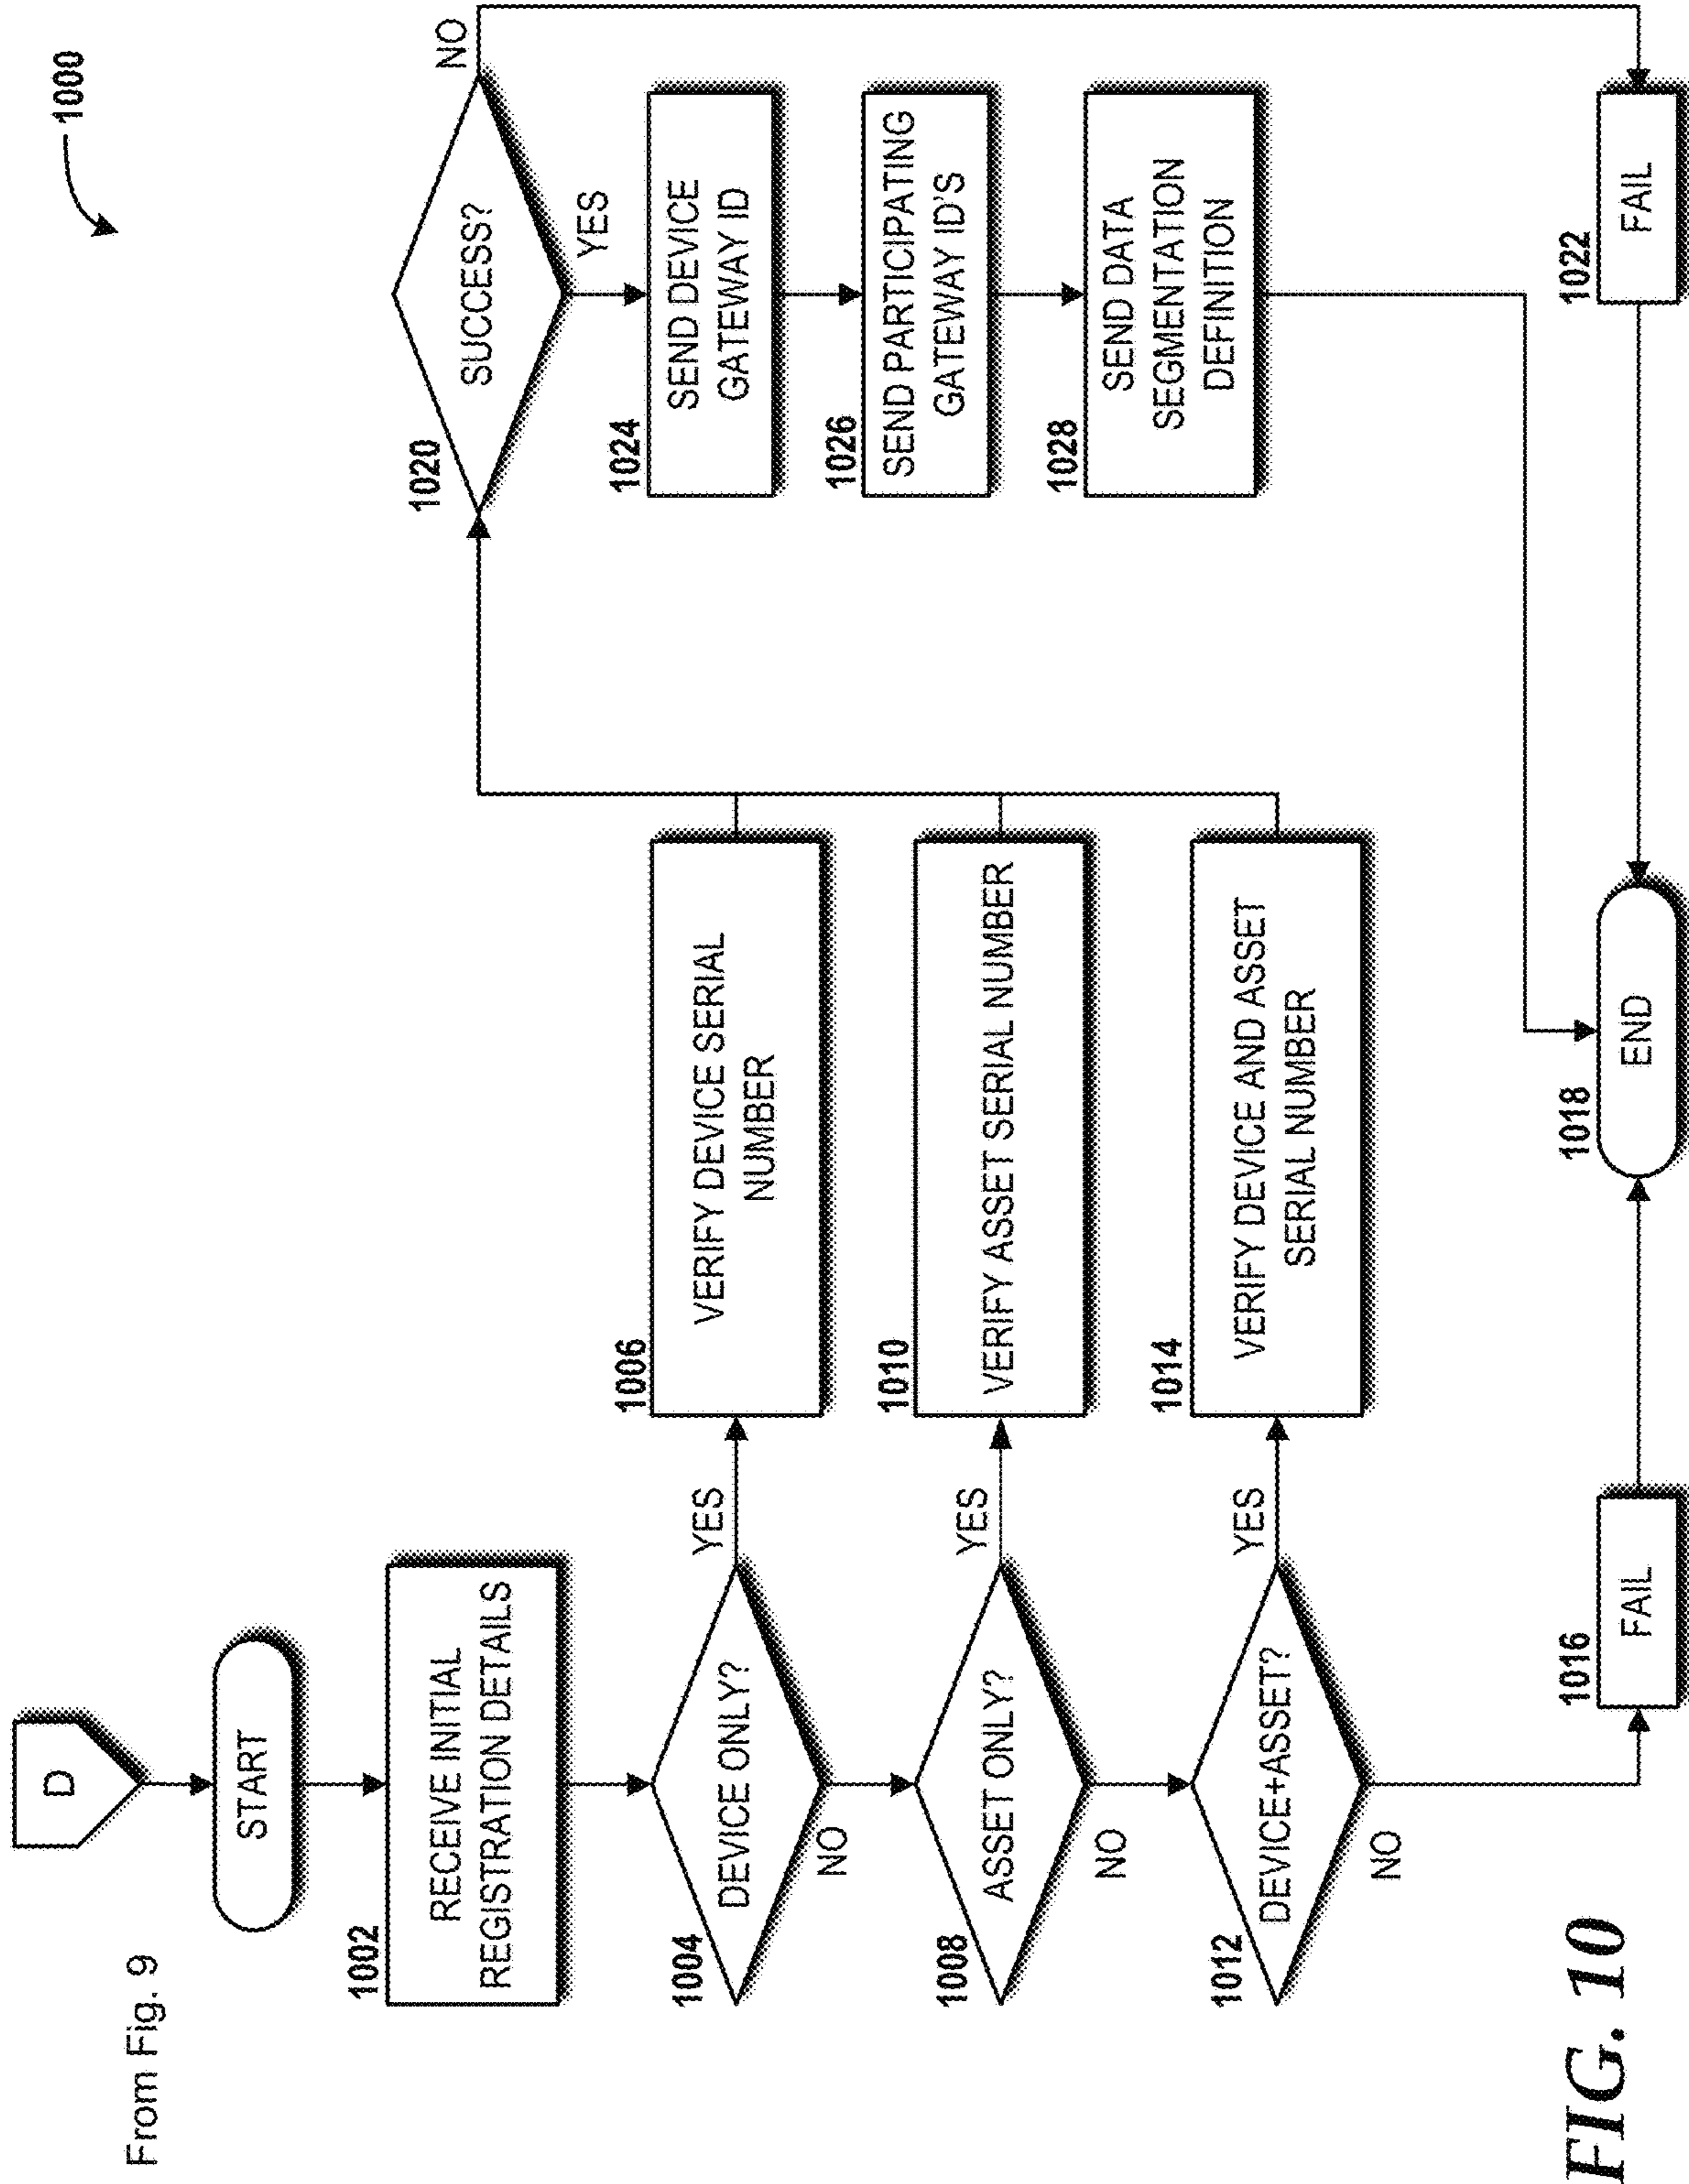 1000
From Fig. 9
D
START
1002
RECEIVE INITIAL
REGISTRATION DETAILS
1004
DEVICE ONLY?
YES
NO
1006
VERIFY DEVICE SERIAL
NUMBER
1008
ASSET ONLY?
YES
NO
1010
VERIFY ASSET SERIAL NUMBER
1012
DEVICE+ASSET?
YES
NO
1014
VERIFY DEVICE AND ASSET
SERIAL NUMBER
1016
FAIL
1018
END
1020
SUCCESS?
NO
YES
1024
SEND DEVICE
GATEWAY ID
1026
SEND PARTICIPATING
GATEWAY ID'S
1028
SEND DATA
SEGMENTATION
DEFINITION
1022
FAIL
FIG. 10